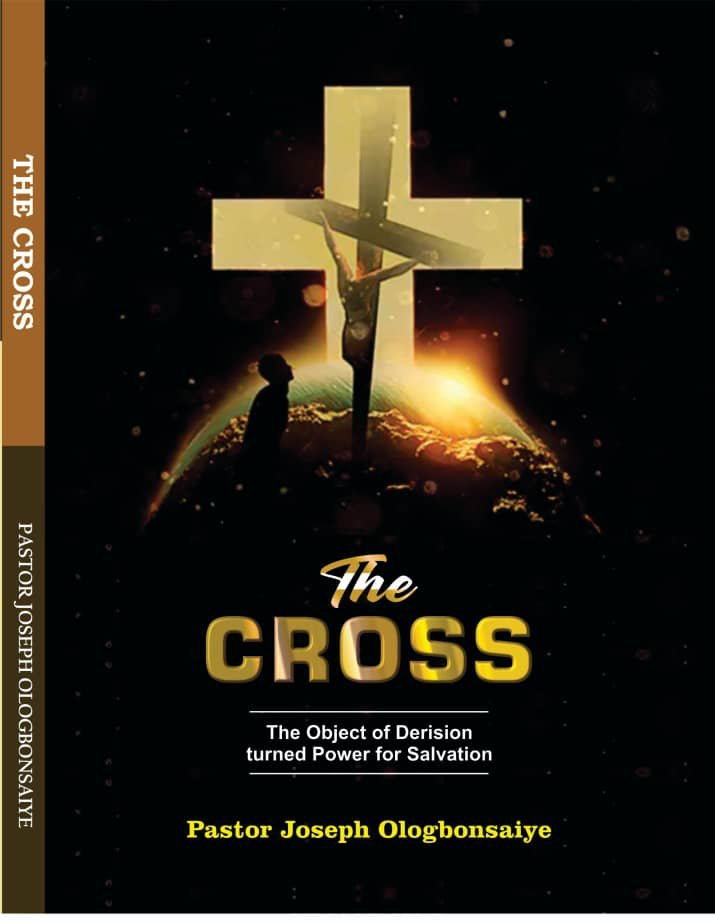 THE CROSS
PASTOR JOSEPH OLOGBONSAIYE
The
CROSS
The Object of Derision
turned Power for Salvation
Pastor Joseph Ologbonsaiye